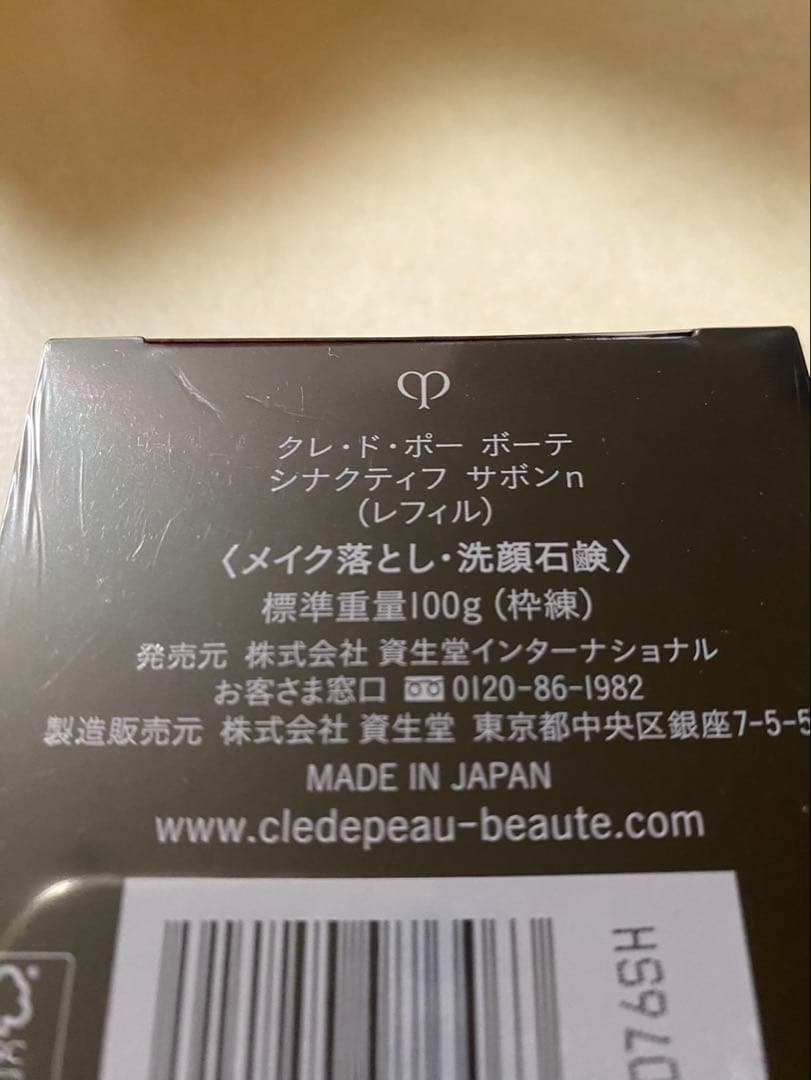 クレ・ド・ポー ボーテ
シナクティフ サボンn
(レフィル)
〈メイク落とし・洗顔石鹸〉
標準重量100g (枠練)
発売元 株式会社 資生堂インターナショナル
お客さま窓口 0120-86-1982
製造販売元 株式会社 資生堂 東京都中央区銀座7-5-5
MADE IN JAPAN
www.cledepeau-beaute.com
076SH